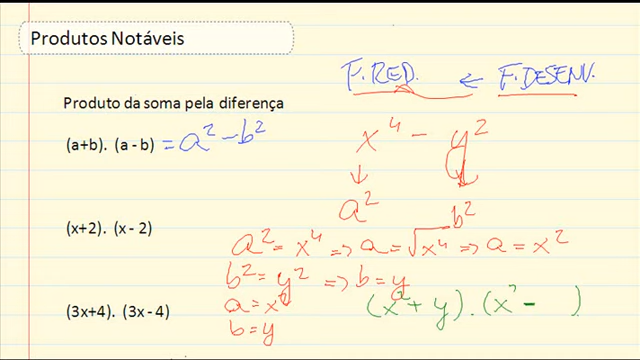 Produtos Notáveis
F.RED. ← F.DESENV.
Produto da soma pela diferença
(a+b). (a - b) = a² - b²
x⁴ - y²
↓ ↓
a² b²
(x+2). (x - 2)
a² = x⁴ => a = √x⁴ => a = x²
b² = y² => b = y
a = x²
(3x+4). (3x - 4)
b = y
(x² + y) . (x² - )